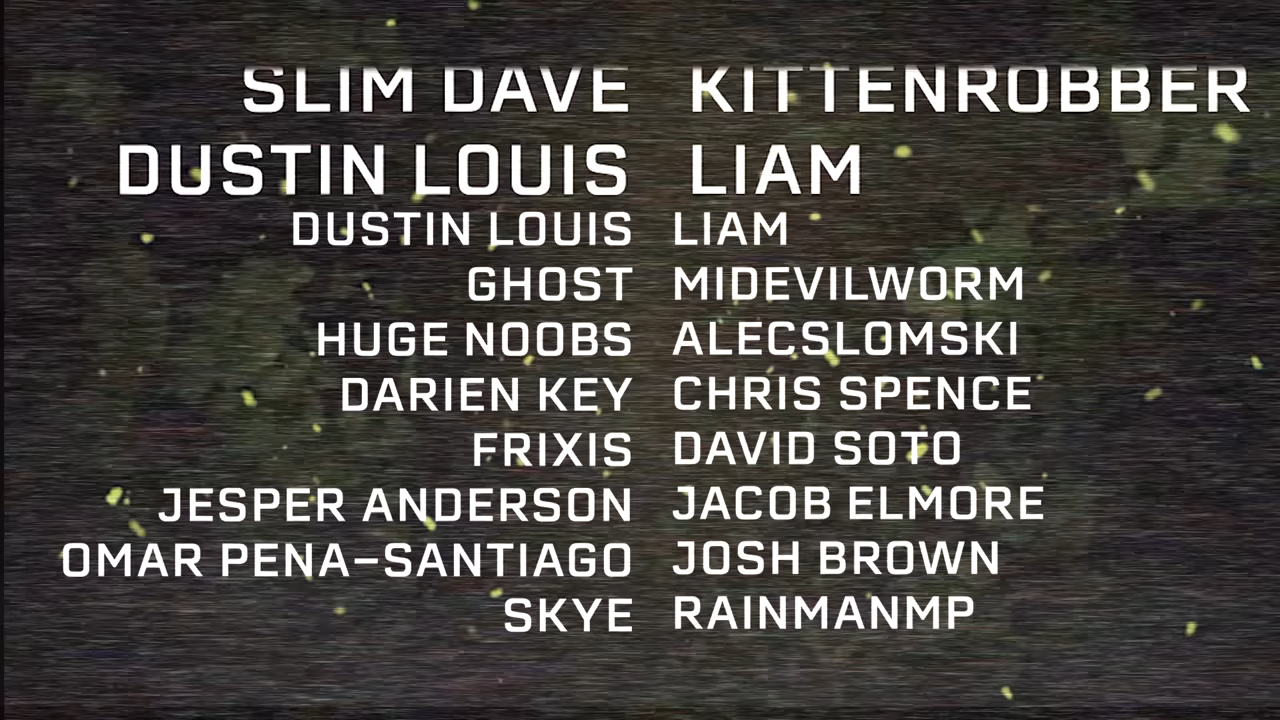 SLIM DAVE KITTENROBBER
DUSTIN LOUIS LIAM
DUSTIN LOUIS LIAM
GHOST MIDEVILWORM
HUGE NOOBS ALECSLOMSKI
DARIEN KEY CHRIS SPENCE
FRIXIS DAVID SOTO
JESPER ANDERSON JACOB ELMORE
OMAR PENA-SANTIAGO JOSH BROWN
SKYE RAINMANMP